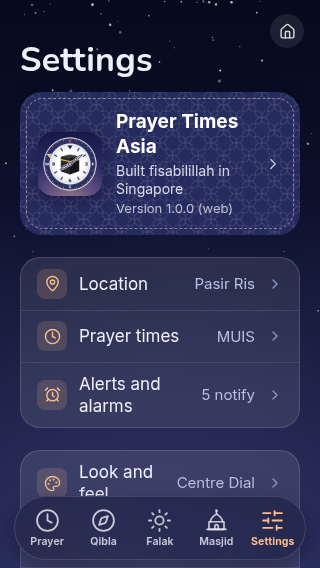 Settings
Prayer Times
Asia
Built fisabilillah in
Singapore
Version 1.0.0 (web)
Location Pasir Ris
Prayer times MUIS
Alerts and
alarms
5 notify
Look and
feel
Centre Dial
Prayer Qibla Falak Masjid Settings